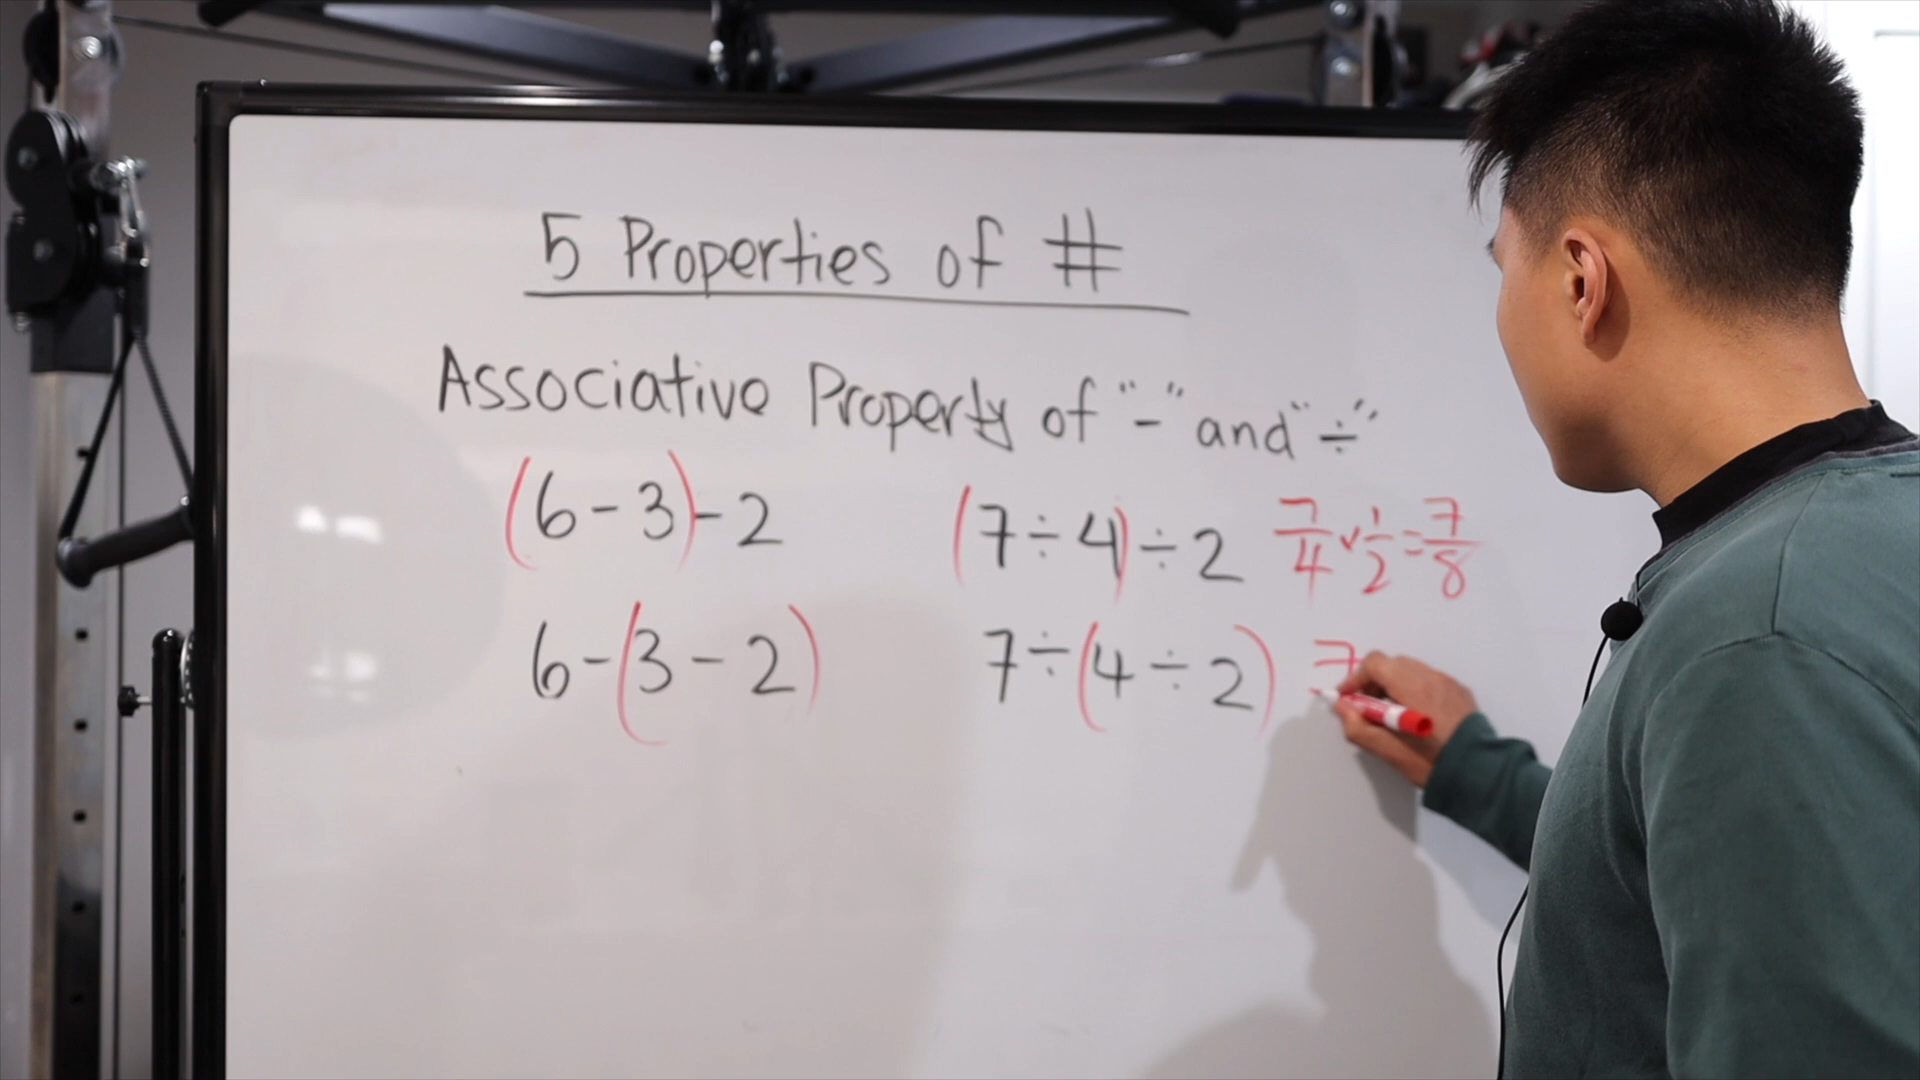 5 Properties of #
Associative Property of "-" and "÷"
(6-3)-2
(7÷4)÷2 7/4 × 1/2 = 7/8
6-(3-2)
7÷(4÷2) 7